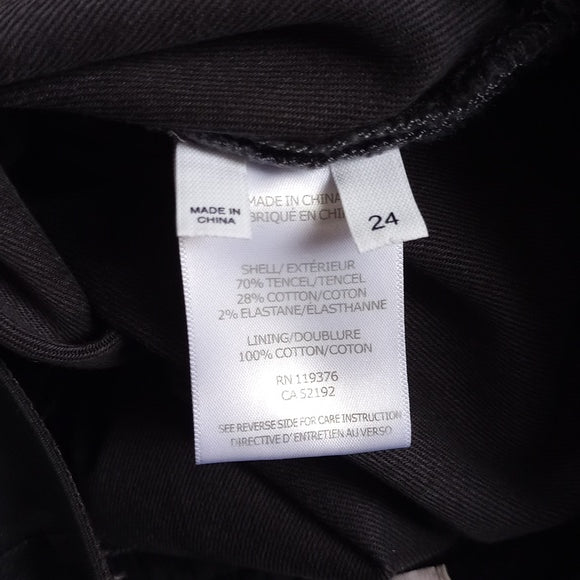 MADE IN
CHINA
MADE IN CHINA
BRIQUÉ EN CHI
24
SHELL/EXTÉRIEUR
70% TENCEL/TENCEL
28% COTTON/COTON
2% ELASTANE/ÉLASTHANNE
LINING/DOUBLURE
100% COTTON/COTON
RN 119376
CA 52192
SEE REVERSE SIDE FOR CARE INSTRUCTION
DIRECTIVE D'ENTRETIEN AU VERSO